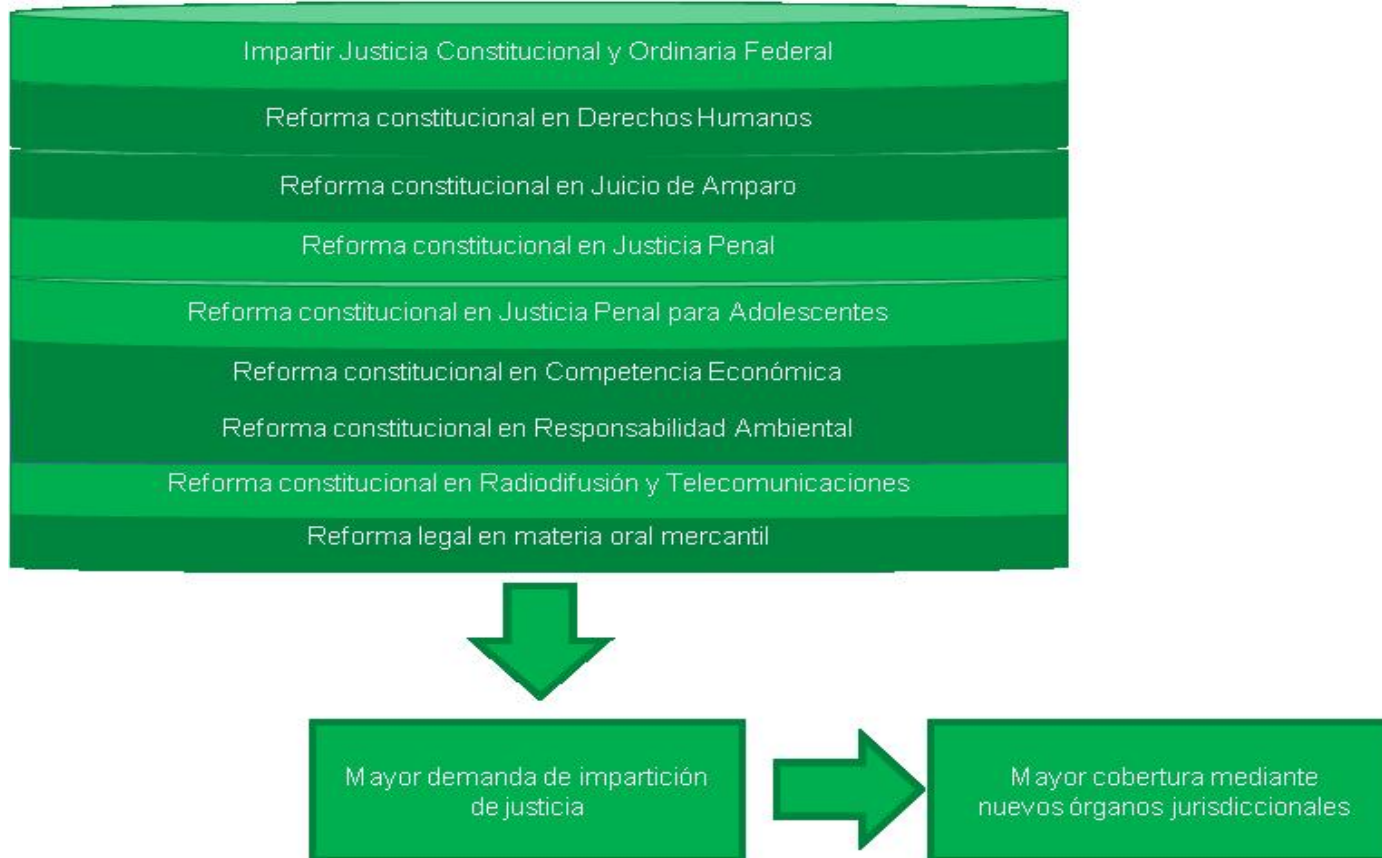 Impartir Justicia Constitucional y Ordinaria Federal
Reforma constitucional en Derechos Humanos
Reforma constitucional en Juicio de Amparo
Reforma constitucional en Justicia Penal
Reforma constitucional en Justicia Penal para Adolescentes
Reforma constitucional en Competencia Económica
Reforma constitucional en Responsabilidad Ambiental
Reforma constitucional en Radiodifusión y Telecomunicaciones
Reforma legal en materia oral mercantil
Mayor demanda de impartición
de justicia
Mayor cobertura mediante
nuevos órganos jurisdiccionales